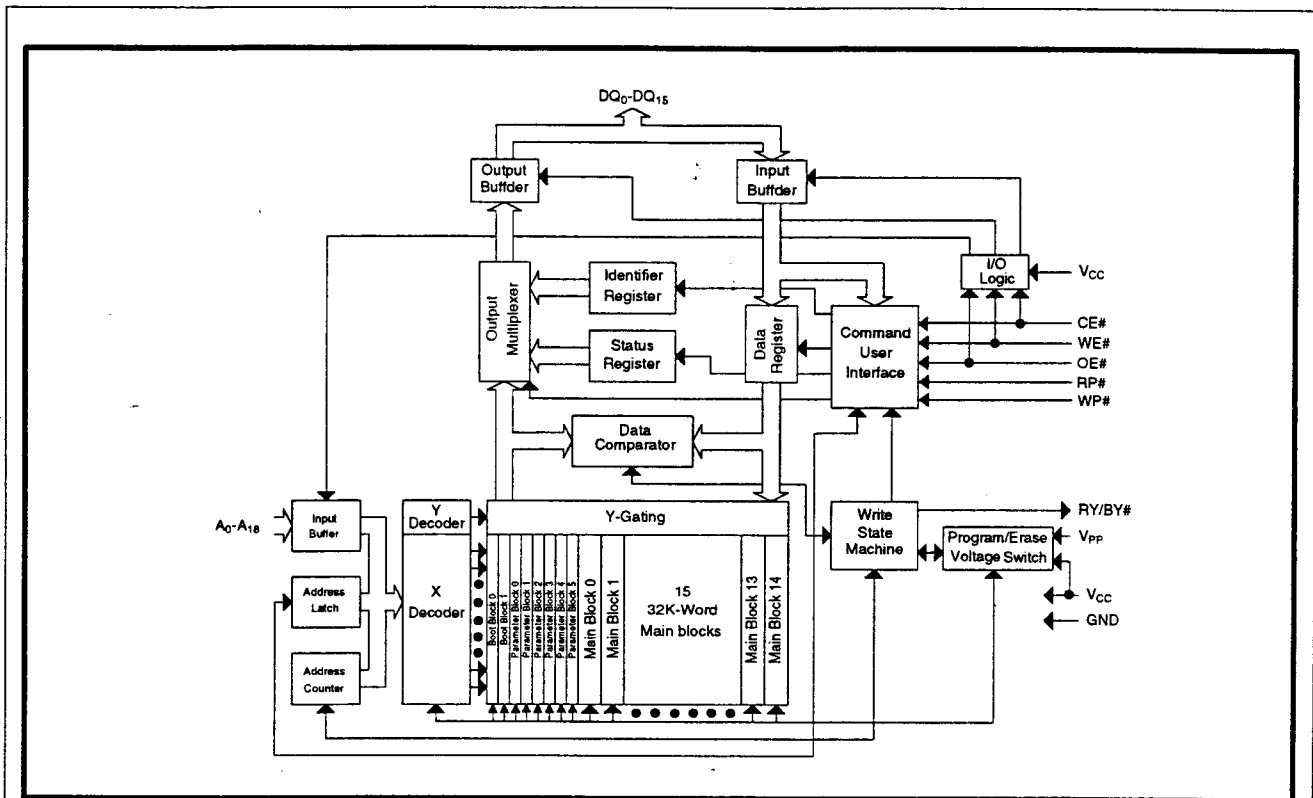 DQ0-DQ15
Output
Buffder
Input
Buffder
I/O
Logic
VCC
Output
Multiplexer
Identifier
Register
Status
Register
Data
Register
Command
User
Interface
CE#
WE#
OE#
RP#
WP#
Data
Comparator
A0-A18
Input
Buffer
Y
Decoder
Y-Gating
Write
State
Machine
RY/BY#
Program/Erase
Voltage Switch
VPP
VCC
GND
Address
Latch
X
Decoder
Address
Counter
Boot Block 0
Boot Block 1
Parameter Block 0
Parameter Block 1
Parameter Block 2
Parameter Block 3
Parameter Block 4
Parameter Block 5
Main Block 0
Main Block 1
15
32K-Word
Main blocks
Main Block 13
Main Block 14